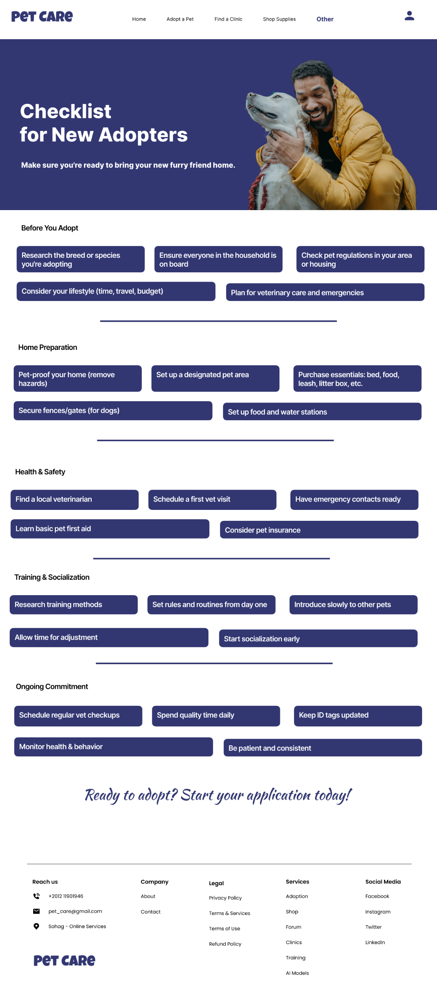 Pet Care
Home
Adopt a Pet
Find a Clinic
Shop Supplies
Other
Checklist
for New Adopters
Make sure you're ready to bring your new furry friend home.
Unsplash+
Before You Adopt
Research the breed or species
you're adopting
Ensure everyone in the household is
on board
Check pet regulations in your area
or housing
Consider your lifestyle (time, travel, budget)
Plan for veterinary care and emergencies
Home Preparation
Pet-proof your home (remove
hazards)
Set up a designated pet area
Purchase essentials: bed, food,
leash, litter box, etc.
Secure fences/gates (for dogs)
Set up food and water stations
Health & Safety
Find a local veterinarian
Schedule a first vet visit
Have emergency contacts ready
Learn basic pet first aid
Consider pet insurance
Training & Socialization
Research training methods
Set rules and routines from day one
Introduce slowly to other pets
Allow time for adjustment
Start socialization early
Ongoing Commitment
Schedule regular vet checkups
Spend quality time daily
Keep ID tags updated
Monitor health & behavior
Be patient and consistent
Ready to adopt? Start your application today!
Reach us
+2012 11901946
pet_care@gmail.com
Sohag - Online Services
Pet Care
Company
About
Contact
Legal
Privacy Policy
Terms & Services
Terms of Use
Refund Policy
Services
Adoption
Shop
Forum
Clinics
Training
AI Models
Social Media
Facebook
Instagram
Twitter
LinkedIn